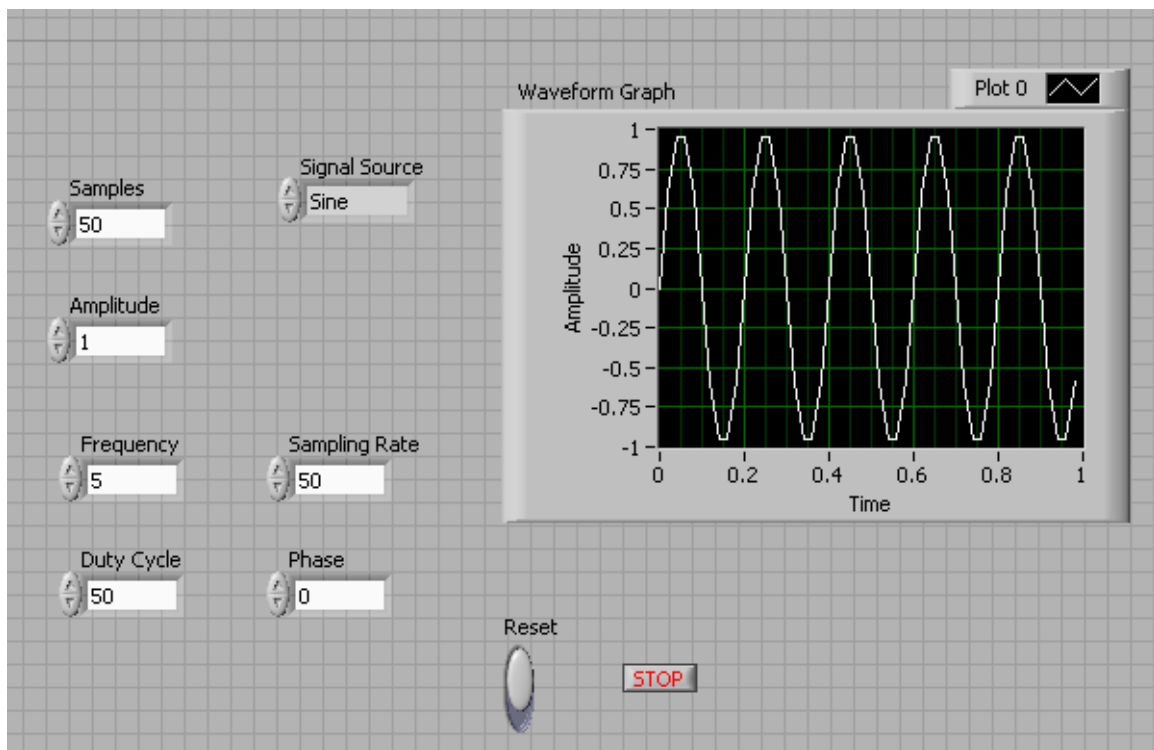 Samples
50
Signal Source
Sine
Amplitude
1
Frequency
5
Sampling Rate
50
Duty Cycle
50
Phase
0
Waveform Graph
Plot 0
1
0.75
0.5
0.25
0
-0.25
-0.5
-0.75
-1
Amplitude
0 0.2 0.4 0.6 0.8 1
Time
Reset
STOP